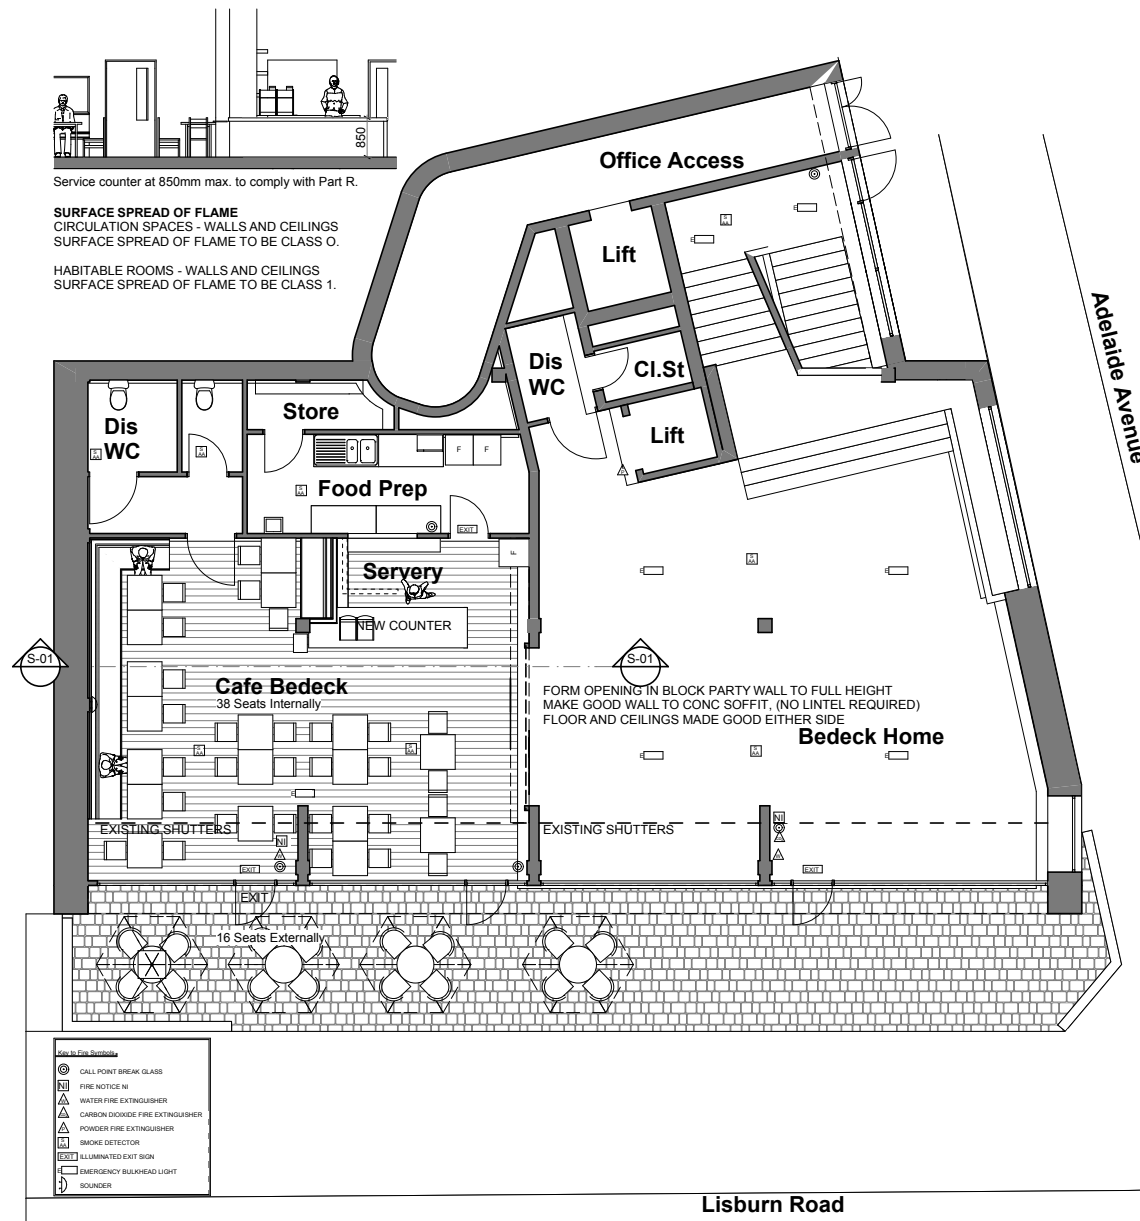 850
Service counter at 850mm max. to comply with Part R.
SURFACE SPREAD OF FLAME
CIRCULATION SPACES - WALLS AND CEILINGS
SURFACE SPREAD OF FLAME TO BE CLASS O.
HABITABLE ROOMS - WALLS AND CEILINGS
SURFACE SPREAD OF FLAME TO BE CLASS 1.
Office Access
Lift
Adelaide Avenue
Dis
WC
Cl.St
Lift
Store
Dis
WC
F F
Food Prep
EXIT
Servery
F
NEW COUNTER
S-01
S-01
Cafe Bedeck
38 Seats Internally
FORM OPENING IN BLOCK PARTY WALL TO FULL HEIGHT
MAKE GOOD WALL TO CONC SOFFIT, (NO LINTEL REQUIRED)
FLOOR AND CEILINGS MADE GOOD EITHER SIDE
Bedeck Home
EXISTING SHUTTERS
EXISTING SHUTTERS
NI
NI
EXIT
EXIT
EXIT
16 Seats Externally
Key to Fire Symbols
CALL POINT BREAK GLASS
NI FIRE NOTICE NI
WATER FIRE EXTINGUISHER
CARBON DIOIXIDE FIRE EXTINGUISHER
P POWDER FIRE EXTINGUISHER
S AA SMOKE DETECTOR
EXIT ILLUMINATED EXIT SIGN
E EMERGENCY BULKHEAD LIGHT
SOUNDER
Lisburn Road